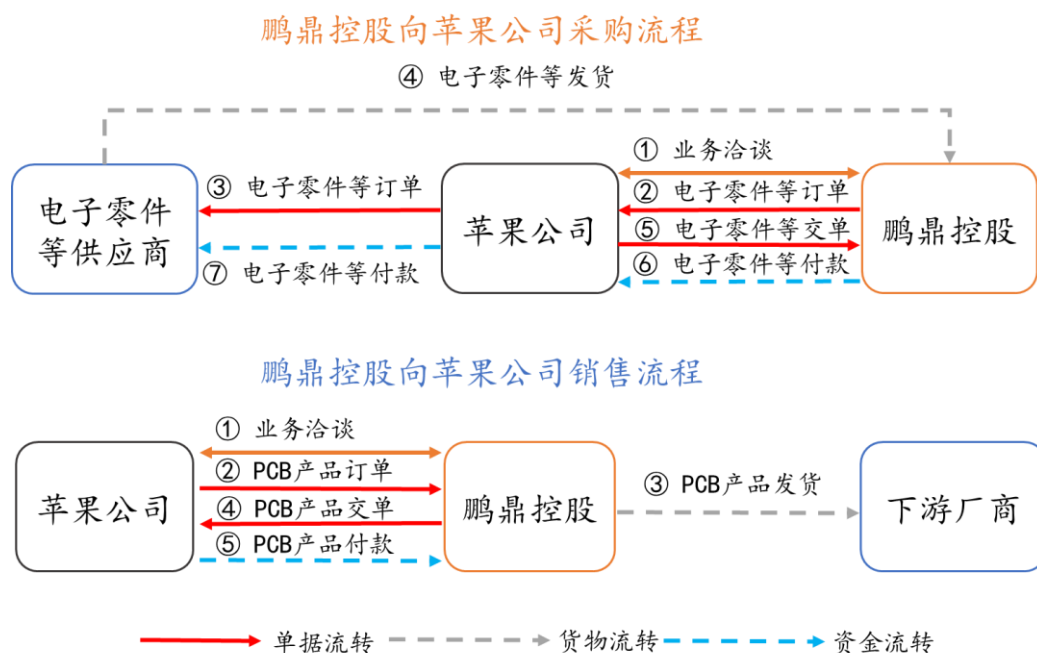 鹏鼎控股向苹果公司采购流程
④ 电子零件等发货
① 业务洽谈
③ 电子零件等订单
② 电子零件等订单
电子零件
等供应商
苹果公司
⑤ 电子零件等交单
鹏鼎控股
⑦ 电子零件等付款
⑥ 电子零件等付款
鹏鼎控股向苹果公司销售流程
① 业务洽谈
② PCB产品订单
③ PCB产品发货
苹果公司
④ PCB产品交单
鹏鼎控股
下游厂商
⑤ PCB产品付款
单据流转
货物流转
资金流转